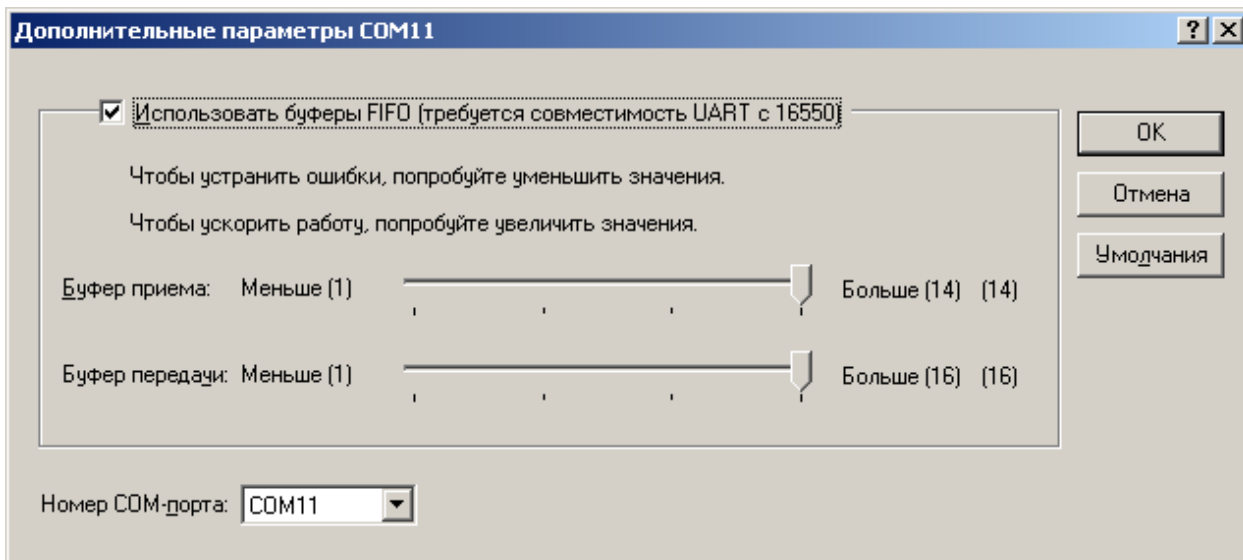 Дополнительные параметры COM11
Использовать буферы FIFO (требуется совместимость UART с 16550)
OK
Чтобы устранить ошибки, попробуйте уменьшить значения.
Отмена
Чтобы ускорить работу, попробуйте увеличить значения.
Умолчания
Буфер приема: Меньше (1) Больше (14) (14)
Буфер передачи: Меньше (1) Больше (16) (16)
Номер COM-порта: COM11